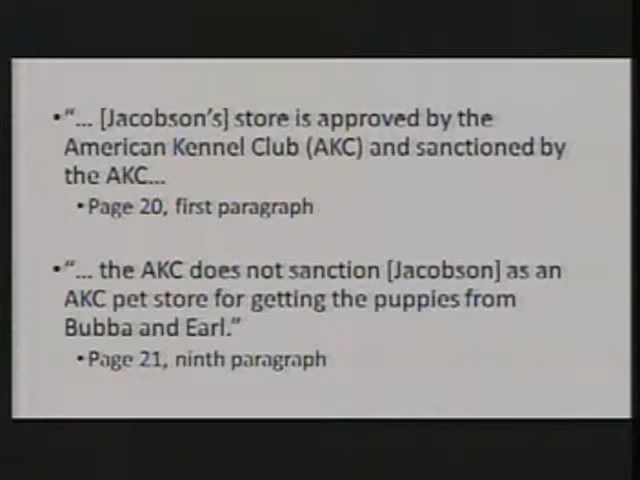 •“... [Jacobson’s] store is approved by the
American Kennel Club (AKC) and sanctioned by
the AKC...
•Page 20, first paragraph
•“... the AKC does not sanction [Jacobson] as an
AKC pet store for getting the puppies from
Bubba and Earl.”
•Page 21, ninth paragraph